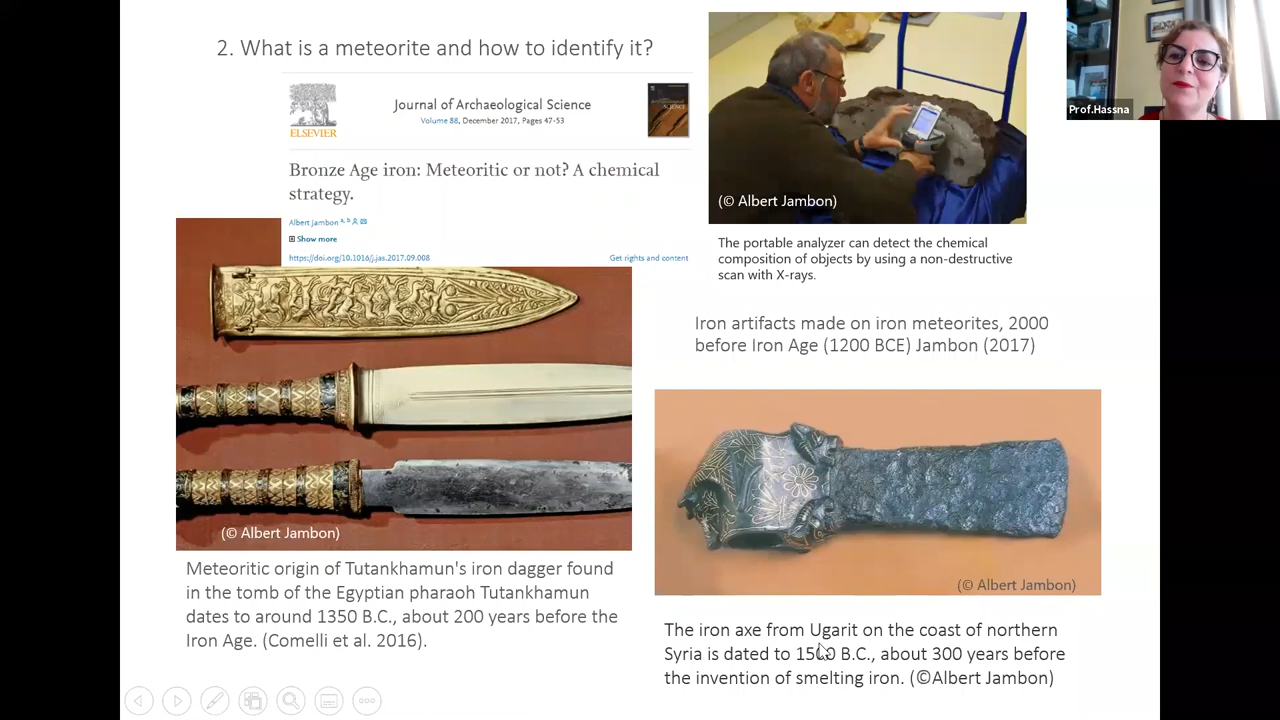 2. What is a meteorite and how to identify it?
ELSEVIER
Journal of Archaeological Science
Volume 88, December 2017, Pages 47-53
Bronze Age iron: Meteoritic or not? A chemical
strategy.
Albert Jambon a, b
Show more
https://doi.org/10.1016/j.jas.2017.09.008
Get rights and content
(© Albert Jambon)
Meteoritic origin of Tutankhamun's iron dagger found
in the tomb of the Egyptian pharaoh Tutankhamun
dates to around 1350 B.C., about 200 years before the
Iron Age. (Comelli et al. 2016).
(© Albert Jambon)
The portable analyzer can detect the chemical
composition of objects by using a non-destructive
scan with X-rays.
Iron artifacts made on iron meteorites, 2000
before Iron Age (1200 BCE) Jambon (2017)
(© Albert Jambon)
The iron axe from Ugarit on the coast of northern
Syria is dated to 1500 B.C., about 300 years before
the invention of smelting iron. (©Albert Jambon)
Prof.Hassna